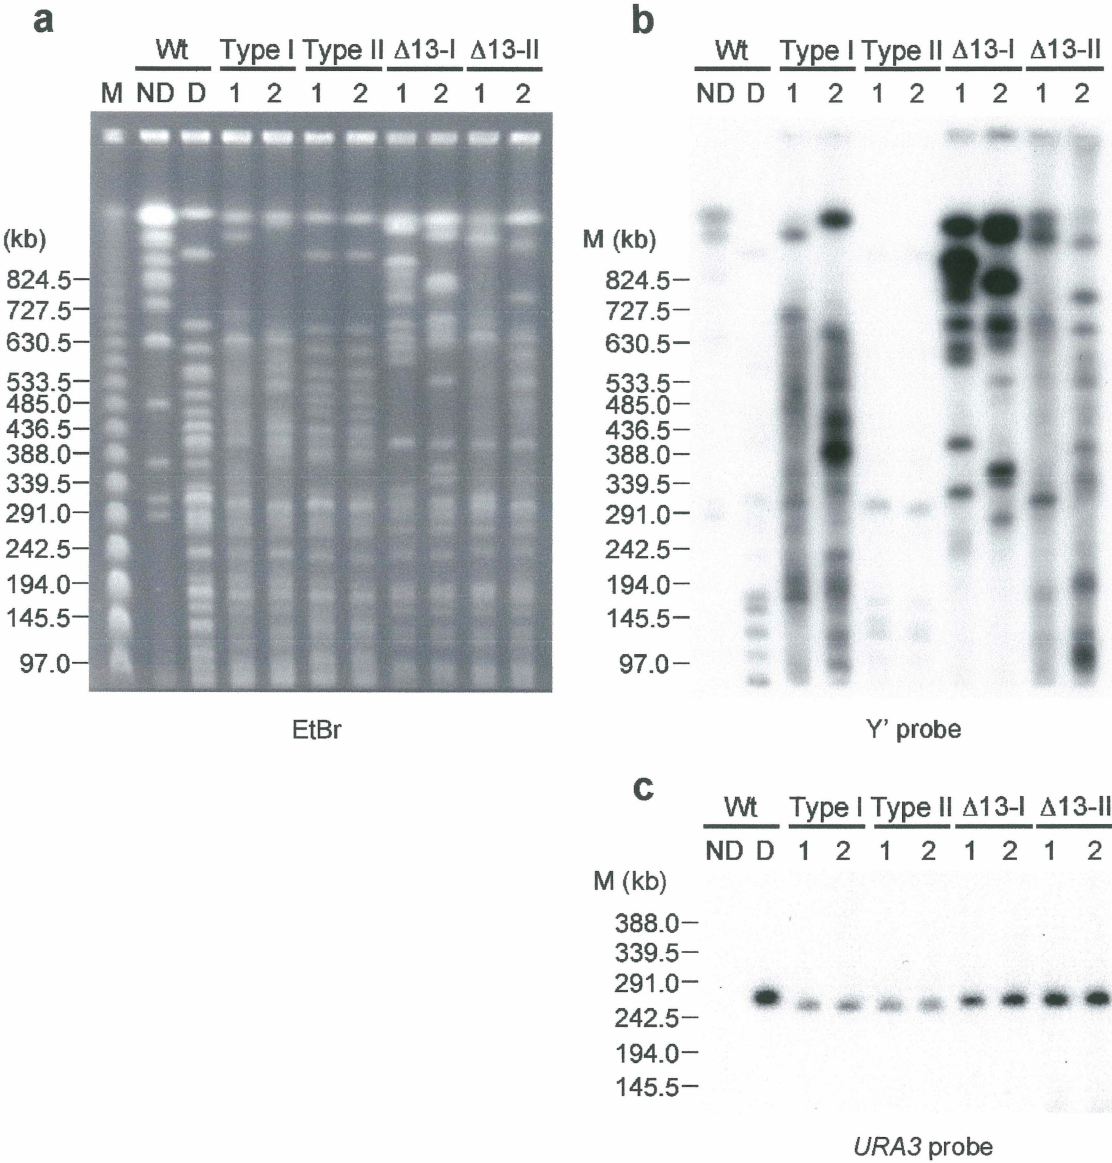 a
Wt Type I Type II Δ13-I Δ13-II
M ND D 1 2 1 2 1 2 1 2
(kb)
824.5
727.5
630.5
533.5
485.0
436.5
388.0
339.5
291.0
242.5
194.0
145.5
97.0
EtBr
b
Wt Type I Type II Δ13-I Δ13-II
ND D 1 2 1 2 1 2 1 2
M (kb)
824.5
727.5
630.5
533.5
485.0
436.5
388.0
339.5
291.0
242.5
194.0
145.5
97.0
Y' probe
c
Wt Type I Type II Δ13-I Δ13-II
ND D 1 2 1 2 1 2 1 2
M (kb)
388.0
339.5
291.0
242.5
194.0
145.5
URA3 probe